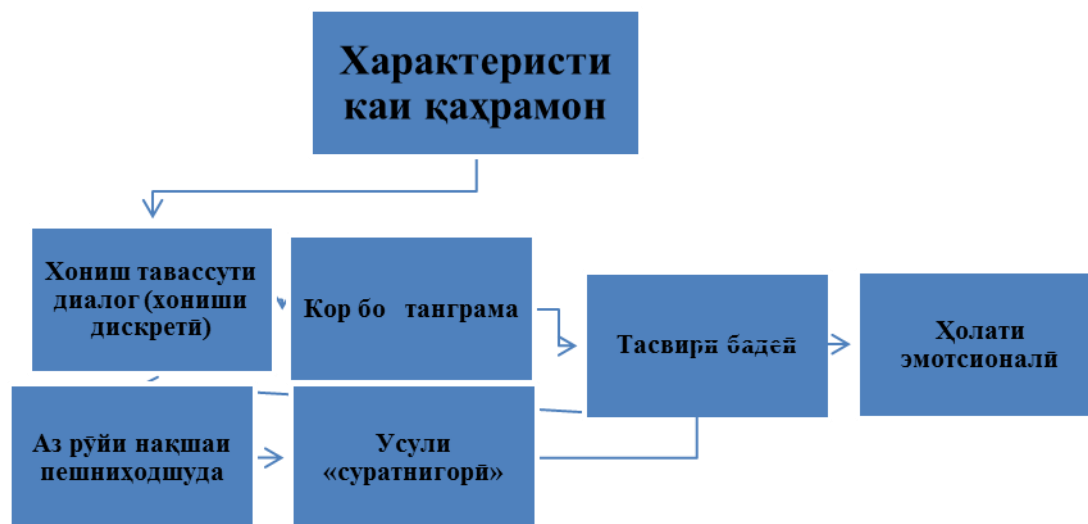 Характеристи
каи қаҳрамон
Хониш тавассути
диалог (хониши
дискретӣ)
Кор бо танграма
Тасвири бадеӣ
Ҳолати
эмотсионалӣ
Аз рӯйи нақшаи
пешниҳодшуда
Усули
«суратнигорӣ»